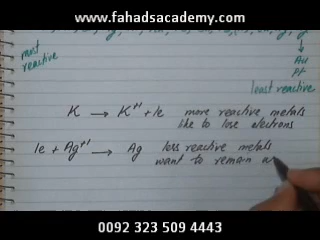 www.fahadsacademy.com
most
reactive
Au
Pt
least reactive
K → K⁺¹ + 1e more reactive metals
like to lose electrons
1e + Ag⁺¹ → Ag less reactive metals
want to remain a
0092 323 509 4443